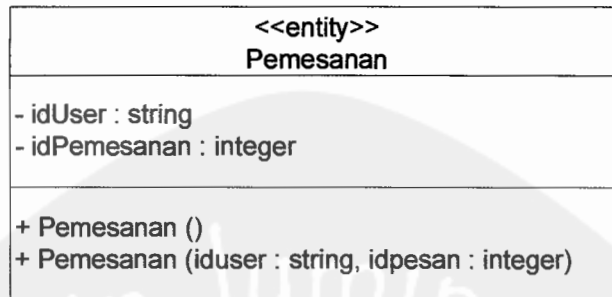 <<entity>>
Pemesanan
- idUser : string
- idPemesanan : integer
+ Pemesanan ()
+ Pemesanan (iduser : string, idpesan : integer)